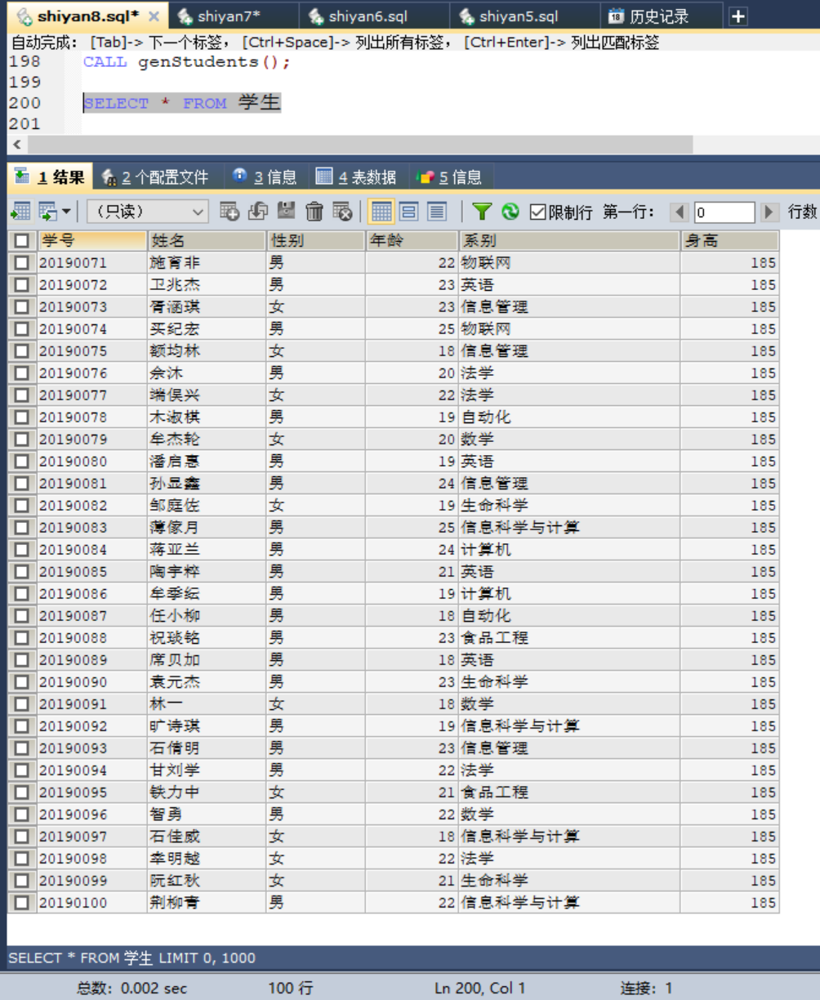 shiyan8.sql* × shiyan7* shiyan6.sql shiyan5.sql 18 历史记录 +
自动完成： [Tab]-> 下一个标签， [Ctrl+Space]-> 列出所有标签， [Ctrl+Enter]-> 列出匹配标签
198 CALL genStudents();
199
200 SELECT * FROM 学生
201
1 结果 2 个配置文件 3 信息 4 表数据 5 信息
（只读） 限制行 第一行： 0 行数
学号 姓名 性别 年龄 系别 身高
20190071 施育非 男 22 物联网 185
20190072 卫兆杰 男 23 英语 185
20190073 胥涵琪 女 23 信息管理 185
20190074 买纪宏 男 25 物联网 185
20190075 额均林 女 18 信息管理 185
20190076 余沐 男 20 法学 185
20190077 端俣兴 女 22 法学 185
20190078 木淑棋 男 19 自动化 185
20190079 牟杰轮 女 20 数学 185
20190080 潘启惠 男 19 英语 185
20190081 孙显鑫 男 24 信息管理 185
20190082 邹庭佐 女 19 生命科学 185
20190083 薄傢月 男 25 信息科学与计算 185
20190084 蒋亚兰 男 24 计算机 185
20190085 陶宇粹 男 21 英语 185
20190086 牟季纭 男 19 计算机 185
20190087 任小柳 男 18 自动化 185
20190088 祝琰铭 男 23 食品工程 185
20190089 席贝加 男 18 英语 185
20190090 袁元杰 男 23 生命科学 185
20190091 林一 女 18 数学 185
20190092 旷诗琪 男 19 信息科学与计算 185
20190093 石倩明 男 23 信息管理 185
20190094 甘刘学 男 22 法学 185
20190095 铁力中 女 21 食品工程 185
20190096 智勇 男 22 数学 185
20190097 石佳威 女 18 信息科学与计算 185
20190098 女 22 法学 185
20190099 阮红秋 女 21 生命科学 185
20190100 荆柳青 男 22 信息科学与计算 185
SELECT * FROM 学生 LIMIT 0, 1000
总数: 0.002 sec 100 行 Ln 200, Col 1 连接: 1